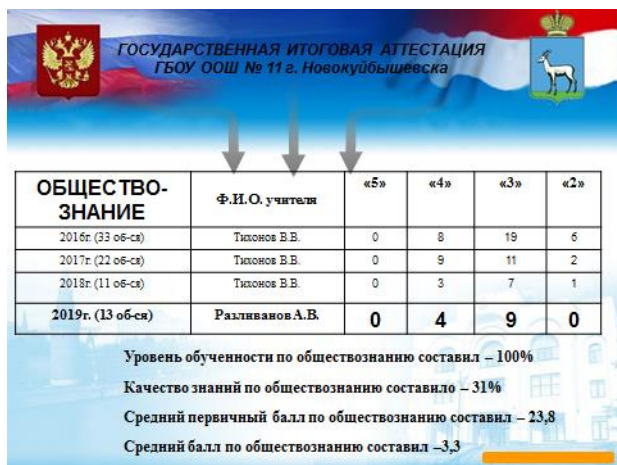 ГОСУДАРСТВЕННАЯ ИТОГОВАЯ АТТЕСТАЦИЯ
ГБОУ ООШ № 11 г. Новокуйбышевска
ОБЩЕСТВО-
ЗНАНИЕ
Ф.И.О. учителя «5» «4» «3» «2»
2016г. (33 об-ся) Тихонов В.В. 0 8 19 6
2017г. (22 об-ся) Тихонов В.В. 0 9 11 2
2018г. (11 об-ся) Тихонов В.В. 0 3 7 1
2019г. (13 об-ся) Разливанов А.В. 0 4 9 0
Уровень обученности по обществознанию составил – 100%
Качество знаний по обществознанию составило – 31%
Средний первичный балл по обществознанию составил – 23,8
Средний балл по обществознанию составил –3,3